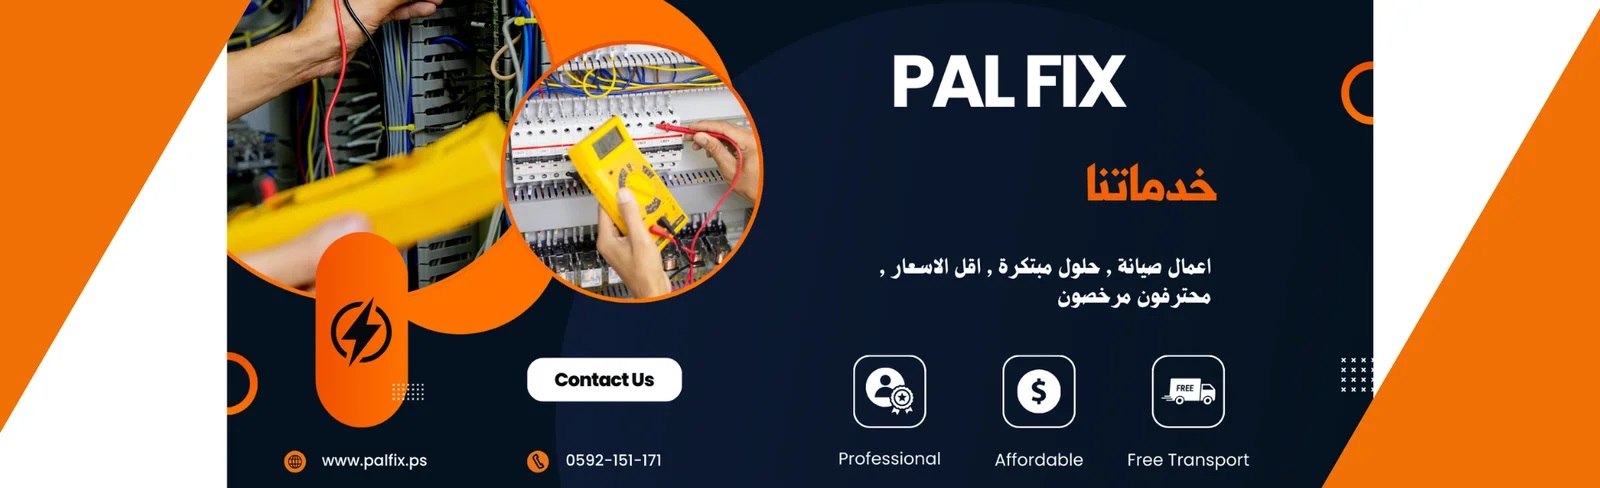 PAL FIX
خدماتنا
اعمال صيانة , حلول مبتكرة , اقل الاسعار ,
محترفون مرخصون
Contact Us
FREE
Professional
Affordable
Free Transport
www.palfix.ps
0592-151-171